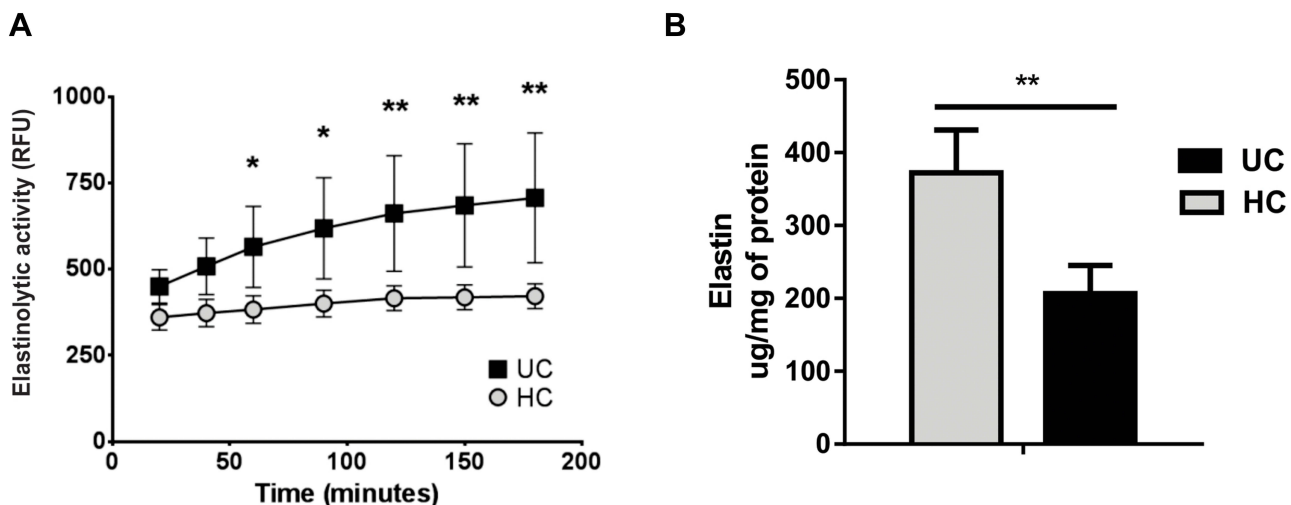 A
Elastinolytic activity (RFU)
1000
750
500
250
0
*
*
**
**
**
UC
HC
0
50
100
150
200
Time (minutes)
B
Elastin
ug/mg of protein
500
400
300
200
100
0
**
UC
HC